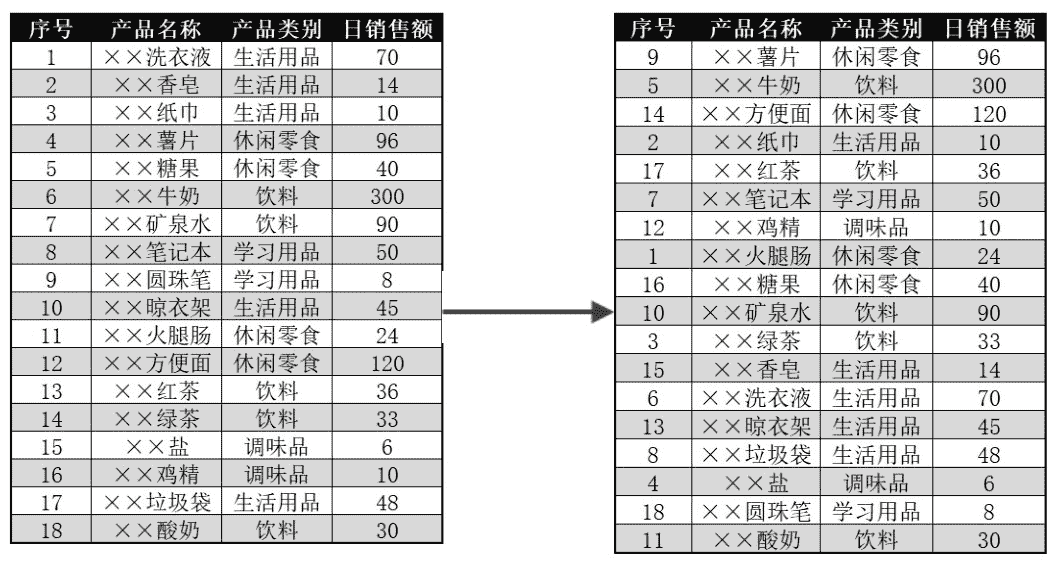 序号 产品名称 产品类别 日销售额
1 ××洗衣液 生活用品 70
2 ××香皂 生活用品 14
3 ××纸巾 生活用品 10
4 ××薯片 休闲零食 96
5 ××糖果 休闲零食 40
6 ××牛奶 饮料 300
7 ××矿泉水 饮料 90
8 ××笔记本 学习用品 50
9 ××圆珠笔 学习用品 8
10 ××晾衣架 生活用品 45
11 ××火腿肠 休闲零食 24
12 ××方便面 休闲零食 120
13 ××红茶 饮料 36
14 ××绿茶 饮料 33
15 ××盐 调味品 6
16 ××鸡精 调味品 10
17 ××垃圾袋 生活用品 48
18 ××酸奶 饮料 30
序号 产品名称 产品类别 日销售额
9 ××薯片 休闲零食 96
5 ××牛奶 饮料 300
14 ××方便面 休闲零食 120
2 ××纸巾 生活用品 10
17 ××红茶 饮料 36
7 ××笔记本 学习用品 50
12 ××鸡精 调味品 10
1 ××火腿肠 休闲零食 24
16 ××糖果 休闲零食 40
10 ××矿泉水 饮料 90
3 ××绿茶 饮料 33
15 ××香皂 生活用品 14
6 ××洗衣液 生活用品 70
13 ××晾衣架 生活用品 45
8 ××垃圾袋 生活用品 48
4 ××盐 调味品 6
18 ××圆珠笔 学习用品 8
11 ××酸奶 饮料 30